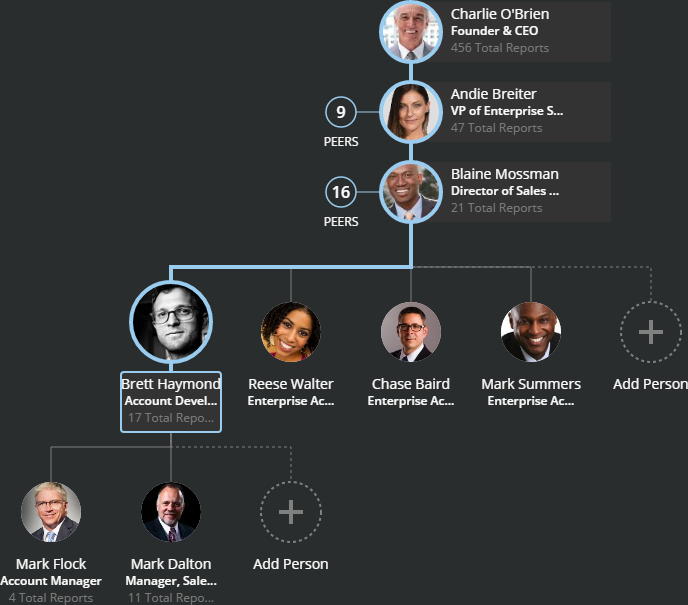 Charlie O'Brien
Founder & CEO
456 Total Reports
Andie Breiter
VP of Enterprise S...
47 Total Reports
9
PEERS
Blaine Mossman
Director of Sales ...
21 Total Reports
16
PEERS
Brett Haymond
Account Devel...
17 Total Repo...
Reese Walter
Enterprise Ac...
Chase Baird
Enterprise Ac...
Mark Summers
Enterprise Ac...
Add Person
Mark Flock
Account Manager
4 Total Reports
Mark Dalton
Manager, Sale...
11 Total Repo...
Add Person